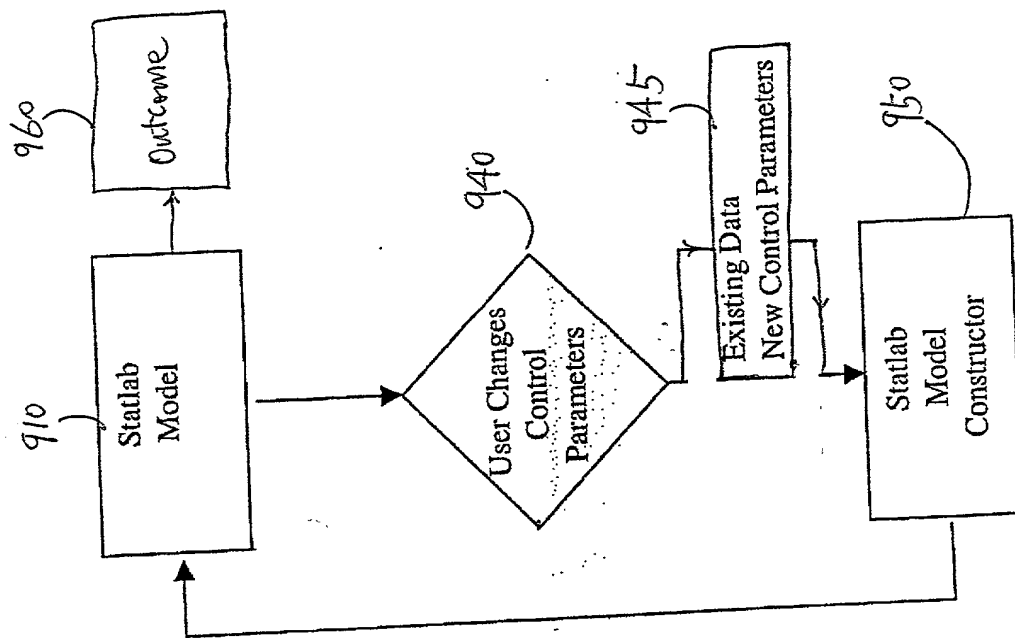 910
Statlab
Model
960
Outcome
940
User Changes
Control
Parameters
945
Existing Data
New Control Parameters
950
Statlab
Model
Constructor